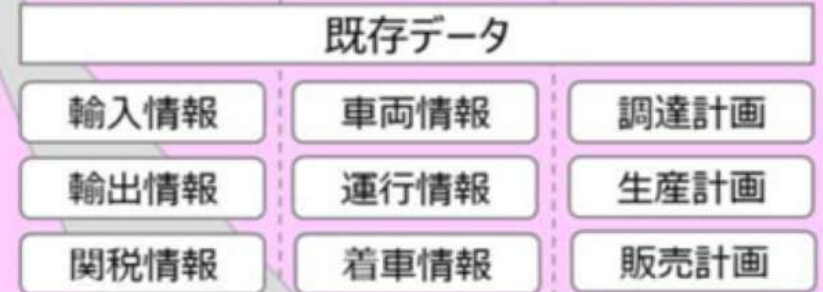 既存データ
輸入情報 車両情報 調達計画
輸出情報 運行情報 生産計画
関税情報 着車情報 販売計画